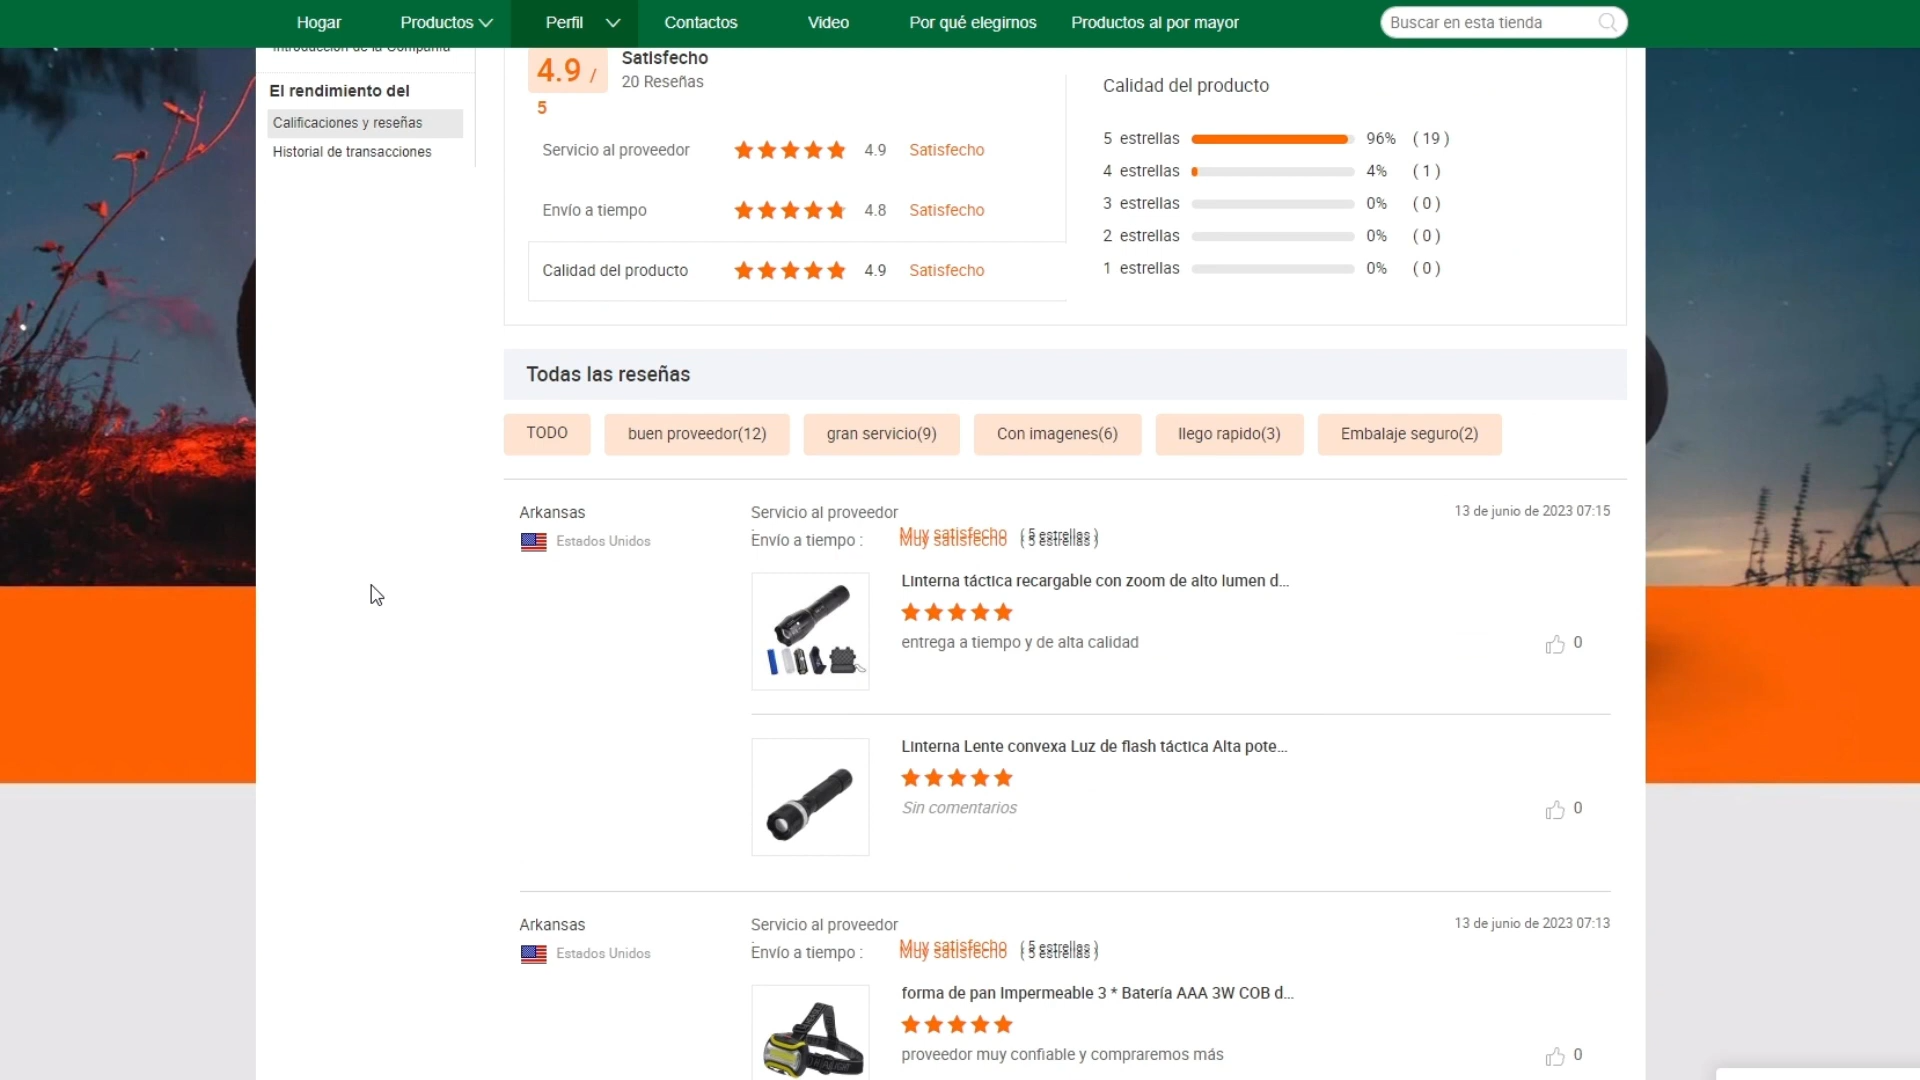 Hogar Productos Perfil Contactos Video Por qué elegirnos Productos al por mayor Buscar en esta tienda
Introducción de la Compañía
El rendimiento del
Calificaciones y reseñas
Historial de transacciones
4.9 /
5
Satisfecho
20 Reseñas
Servicio al proveedor 4.9 Satisfecho
Envío a tiempo 4.8 Satisfecho
Calidad del producto 4.9 Satisfecho
Calidad del producto
5 estrellas 96% ( 19 )
4 estrellas 4% ( 1 )
3 estrellas 0% ( 0 )
2 estrellas 0% ( 0 )
1 estrellas 0% ( 0 )
Todas las reseñas
TODO buen proveedor(12) gran servicio(9) Con imagenes(6) llego rapido(3) Embalaje seguro(2)
Arkansas
Estados Unidos
Servicio al proveedor
: Muy satisfecho ( 5 estrellas )
Envío a tiempo : Muy satisfecho ( 5 estrellas )
13 de junio de 2023 07:15
Linterna táctica recargable con zoom de alto lumen d...
entrega a tiempo y de alta calidad
0
Linterna Lente convexa Luz de flash táctica Alta pote...
Sin comentarios
0
Arkansas
Estados Unidos
Servicio al proveedor
: Muy satisfecho ( 5 estrellas )
Envío a tiempo : Muy satisfecho ( 5 estrellas )
13 de junio de 2023 07:13
forma de pan Impermeable 3 * Batería AAA 3W COB d...
proveedor muy confiable y compraremos más
0